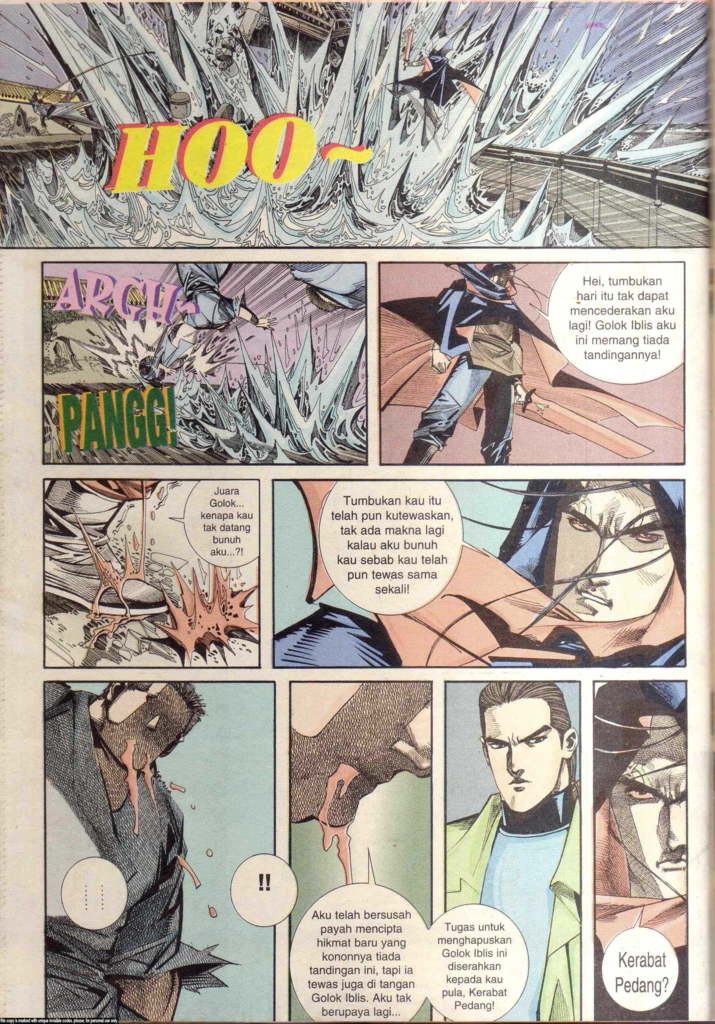 HOO~
ARGH~
PANGG!
Hei, tumbukan
hari itu tak dapat
mencederakan aku
lagi! Golok Iblis aku
ini memang tiada
tandingannya!
Juara
Golok...
kenapa kau
tak datang
bunuh
aku...?!
Tumbukan kau itu
telah pun kutewaskan,
tak ada makna lagi
kalau aku bunuh
kau sebab kau telah
pun tewas sama
sekali!
......
!!
Aku telah bersusah
payah mencipta
hikmat baru yang
kononnya tiada
tandingan ini, tapi ia
tewas juga di tangan
Golok Iblis. Aku tak
berupaya lagi...
Tugas untuk
menghapuskan
Golok Iblis ini
diserahkan
kepada kau
pula, Kerabat
Pedang!
Kerabat
Pedang?